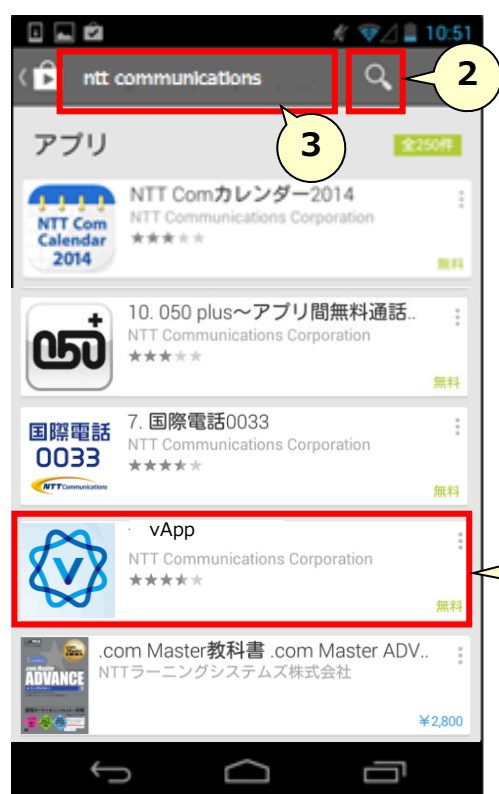 10:51
2
ntt communications
3
アプリ
全250件
NTT Comカレンダー2014
NTT Communications Corporation
NTT Com
Calendar
2014
無料
10. 050 plus〜アプリ間無料通話..
NTT Communications Corporation
050
無料
7. 国際電話0033
NTT Communications Corporation
国際電話
0033
NTT Communications
無料
vApp
NTT Communications Corporation
V
無料
.com Master教科書 .com Master ADV..
NTTラーニングシステムズ株式会社
ADVANCE
¥2,800